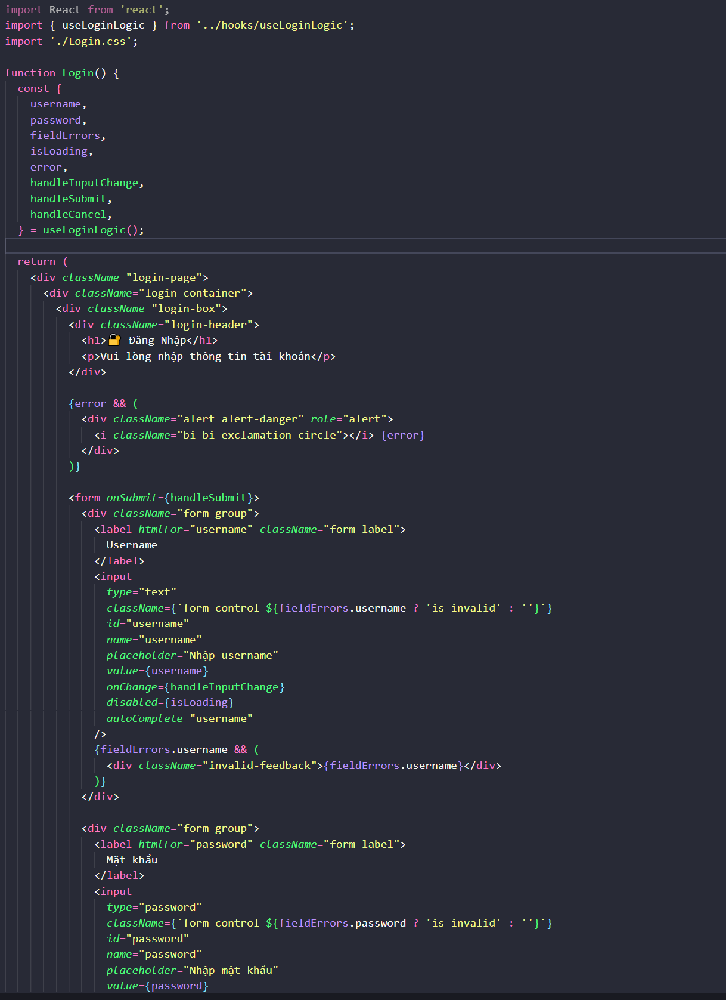 import React from 'react';
import { useLoginLogic } from '../hooks/useLoginLogic';
import './Login.css';
function Login() {
const {
username,
password,
fieldErrors,
isLoading,
error,
handleInputChange,
handleSubmit,
handleCancel,
} = useLoginLogic();
return (
<div className="login-page">
<div className="login-container">
<div className="login-box">
<div className="login-header">
<h1>🔐 Đăng Nhập</h1>
<p>Vui lòng nhập thông tin tài khoản</p>
</div>
{error && (
<div className="alert alert-danger" role="alert">
<i className="bi bi-exclamation-circle"></i> {error}
</div>
)}
<form onSubmit={handleSubmit}>
<div className="form-group">
<label htmlFor="username" className="form-label">
Username
</label>
<input
type="text"
className={`form-control ${fieldErrors.username ? 'is-invalid' : ''}`}
id="username"
name="username"
placeholder="Nhập username"
value={username}
onChange={handleInputChange}
disabled={isLoading}
autoComplete="username"
/>
{fieldErrors.username && (
<div className="invalid-feedback">{fieldErrors.username}</div>
)}
</div>
<div className="form-group">
<label htmlFor="password" className="form-label">
Mật khẩu
</label>
<input
type="password"
className={`form-control ${fieldErrors.password ? 'is-invalid' : ''}`}
id="password"
name="password"
placeholder="Nhập mật khẩu"
value={password}